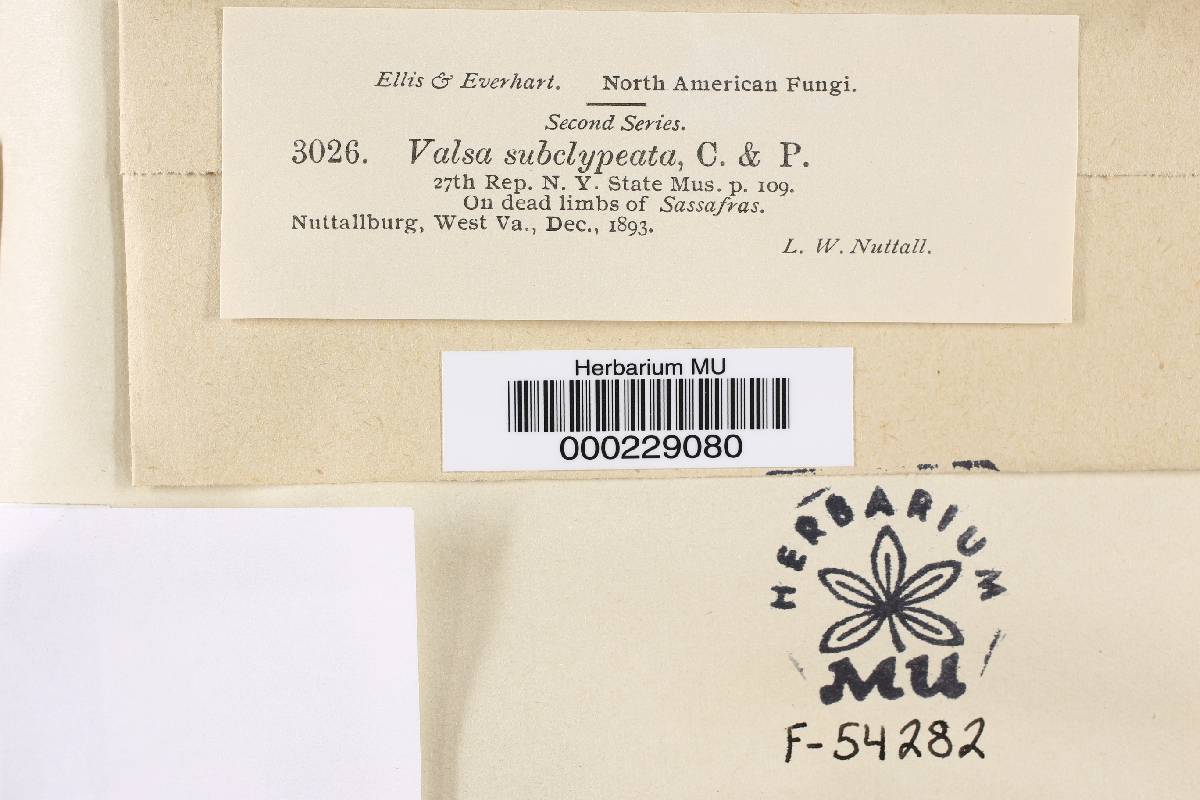 Ellis & Everhart. North American Fungi.
Second Series.
3026. Valsa subclypeata, C. & P.
27th Rep. N. Y. State Mus. p. 109.
On dead limbs of Sassafras.
Nuttallburg, West Va., Dec., 1893.
L. W. Nuttall.
Herbarium MU
000229080
HERBARIUM
MU
F-54282